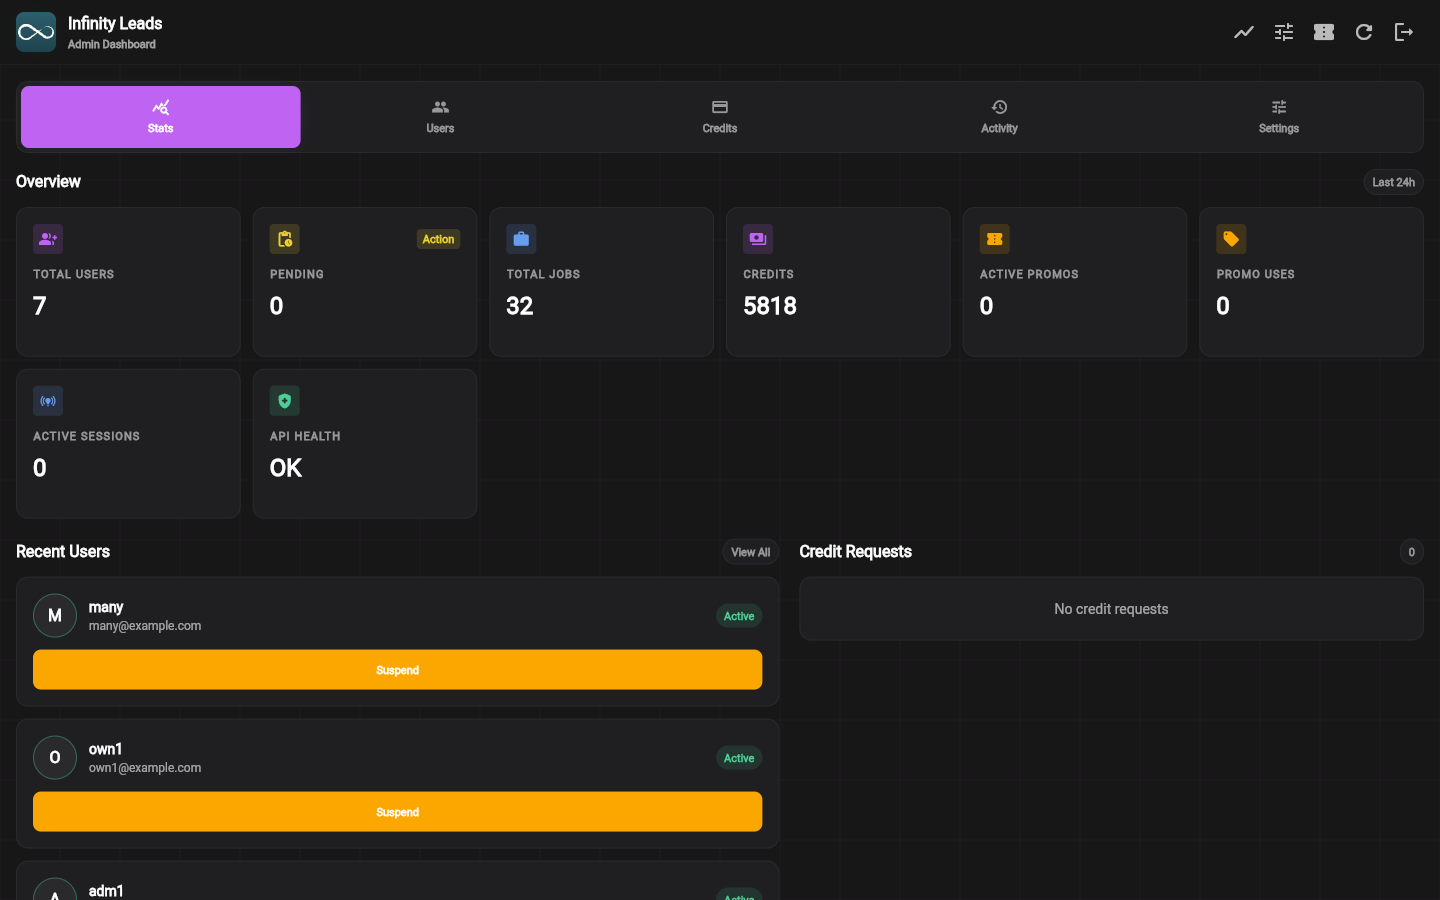 Infinity Leads
Admin Dashboard
Stats
Users
Credits
Activity
Settings
Overview
Last 24h
TOTAL USERS
7
Action
PENDING
0
TOTAL JOBS
32
CREDITS
5818
ACTIVE PROMOS
0
PROMO USES
0
ACTIVE SESSIONS
0
API HEALTH
OK
Recent Users
View All
M
many
many@example.com
Active
Suspend
O
own1
own1@example.com
Active
Suspend
A
adm1
Active
Credit Requests
0
No credit requests